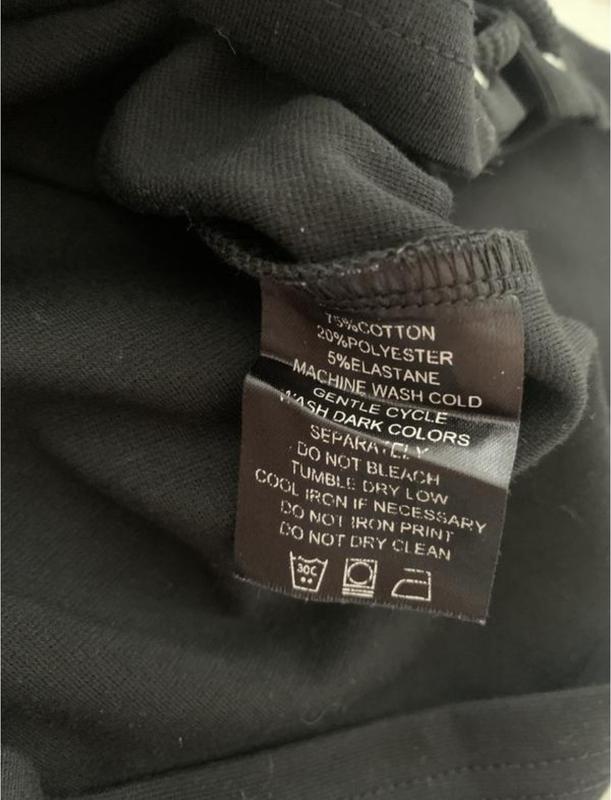 75%COTTON
20%POLYESTER
5%ELASTANE
MACHINE WASH COLD
GENTLE CYCLE
WASH DARK COLORS
SEPARATELY
DO NOT BLEACH
TUMBLE DRY LOW
COOL IRON IF NECESSARY
DO NOT IRON PRINT
DO NOT DRY CLEAN
30C